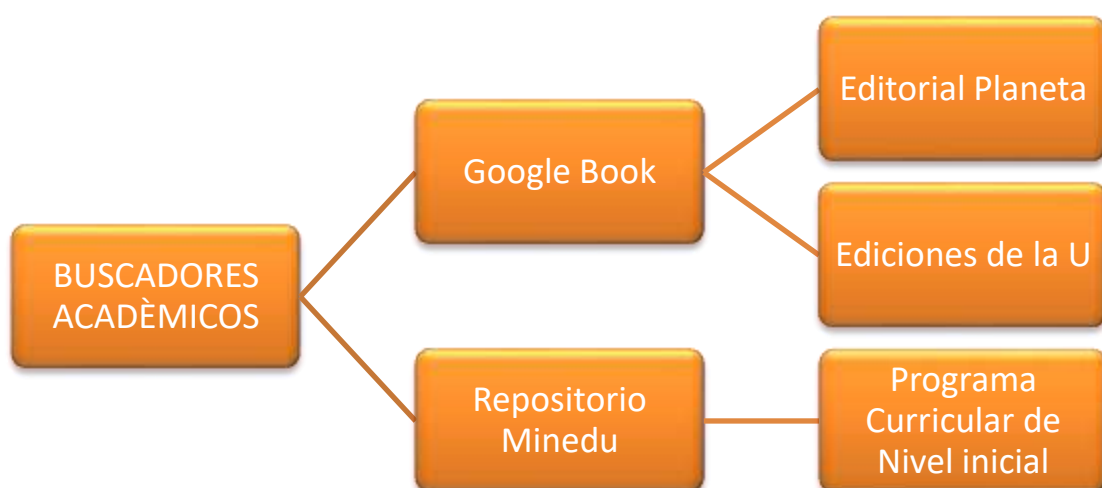 BUSCADORES
ACADÈMICOS
Google Book
Editorial Planeta
Ediciones de la U
Repositorio
Minedu
Programa
Curricular de
Nivel inicial